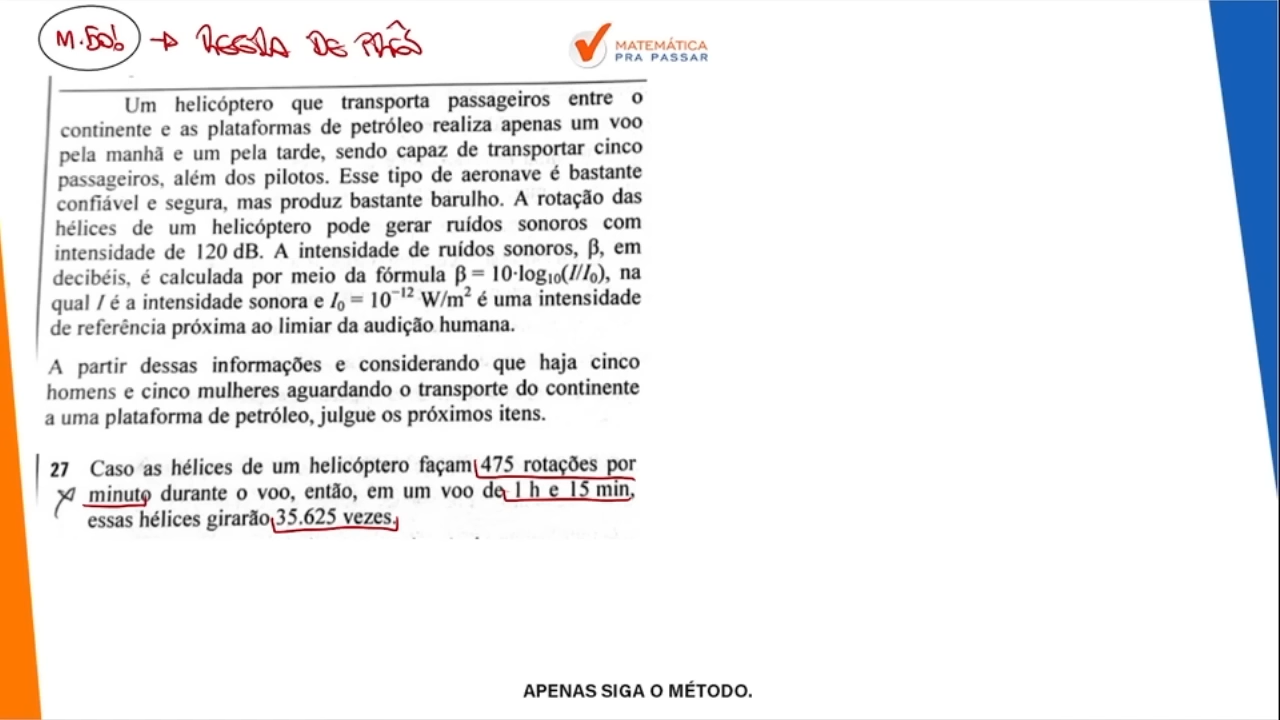 M.50! → REGRA DE TRÊS
MATEMÁTICA
PRA PASSAR
Um helicóptero que transporta passageiros entre o
continente e as plataformas de petróleo realiza apenas um voo
pela manhã e um pela tarde, sendo capaz de transportar cinco
passageiros, além dos pilotos. Esse tipo de aeronave é bastante
confiável e segura, mas produz bastante barulho. A rotação das
hélices de um helicóptero pode gerar ruídos sonoros com
intensidade de 120 dB. A intensidade de ruídos sonoros, β, em
decibéis, é calculada por meio da fórmula β = 10·log₁₀(I/I₀), na
qual I é a intensidade sonora e I₀ = 10⁻¹² W/m² é uma intensidade
de referência próxima ao limiar da audição humana.
A partir dessas informações e considerando que haja cinco
homens e cinco mulheres aguardando o transporte do continente
a uma plataforma de petróleo, julgue os próximos itens.
27 Caso as hélices de um helicóptero façam 475 rotações por
minuto durante o voo, então, em um voo de 1 h e 15 min,
essas hélices girarão 35.625 vezes.
APENAS SIGA O MÉTODO.